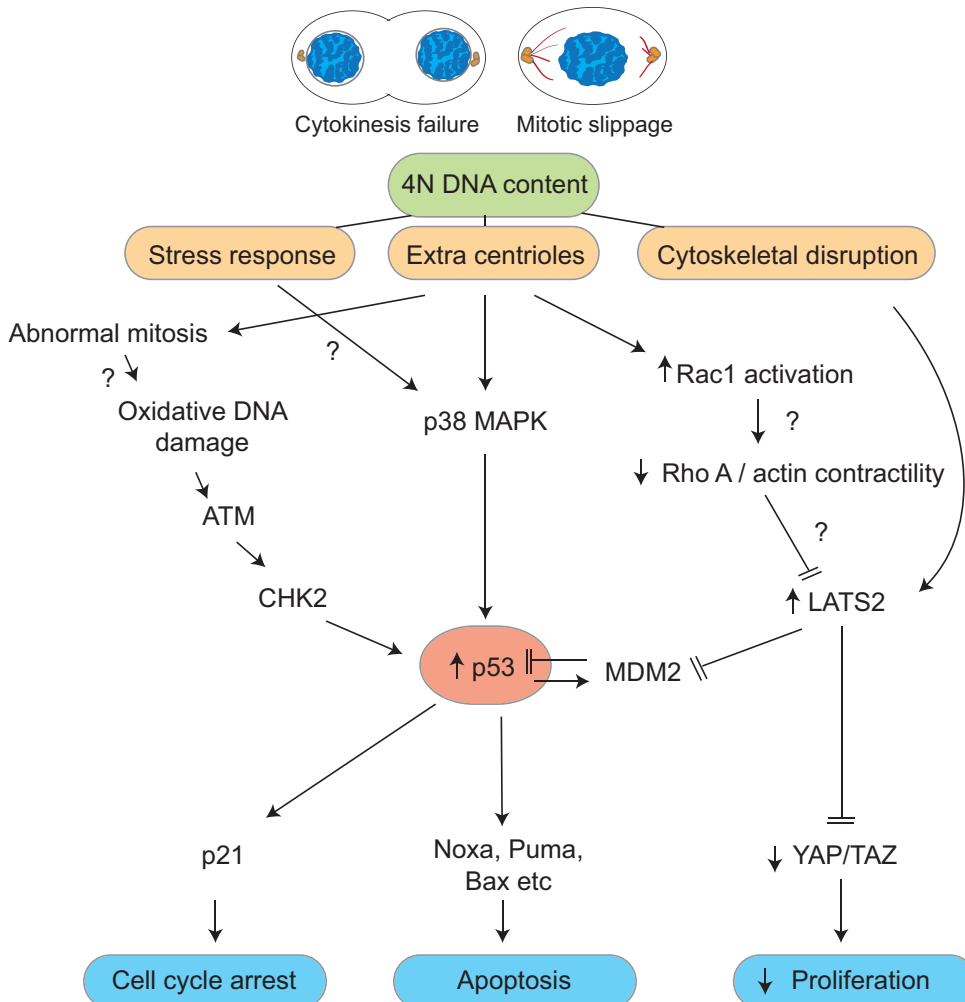 Cytokinesis failure
Mitotic slippage
4N DNA content
Stress response
Extra centrioles
Cytoskeletal disruption
Abnormal mitosis
?
?
Rac1 activation
?
Oxidative DNA
damage
p38 MAPK
?
Rho A / actin contractility
ATM
?
CHK2
LATS2
p53
MDM2
p21
Noxa, Puma,
Bax etc
YAP/TAZ
Cell cycle arrest
Apoptosis
Proliferation